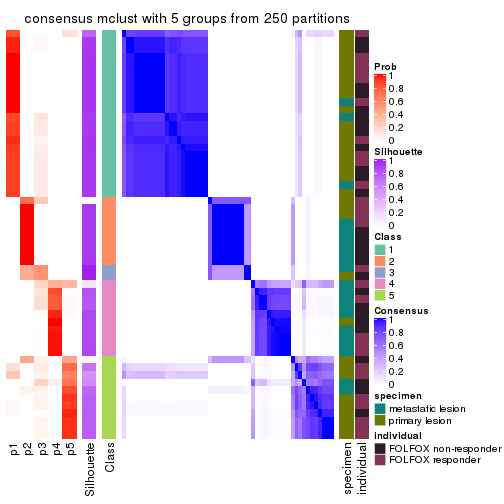 consensus mclust with 5 groups from 250 partitions
Prob
1
0.8
0.6
0.4
0.2
0
Silhouette
1
0.8
0.6
0.4
0.2
0
Class
1
2
3
4
5
Consensus
1
0.8
0.6
0.4
0.2
0
specimen
metastatic lesion
primary lesion
individual
FOLFOX non-responder
FOLFOX responder
p1
p2
p3
p4
p5
Silhouette
Class
specimen
individual